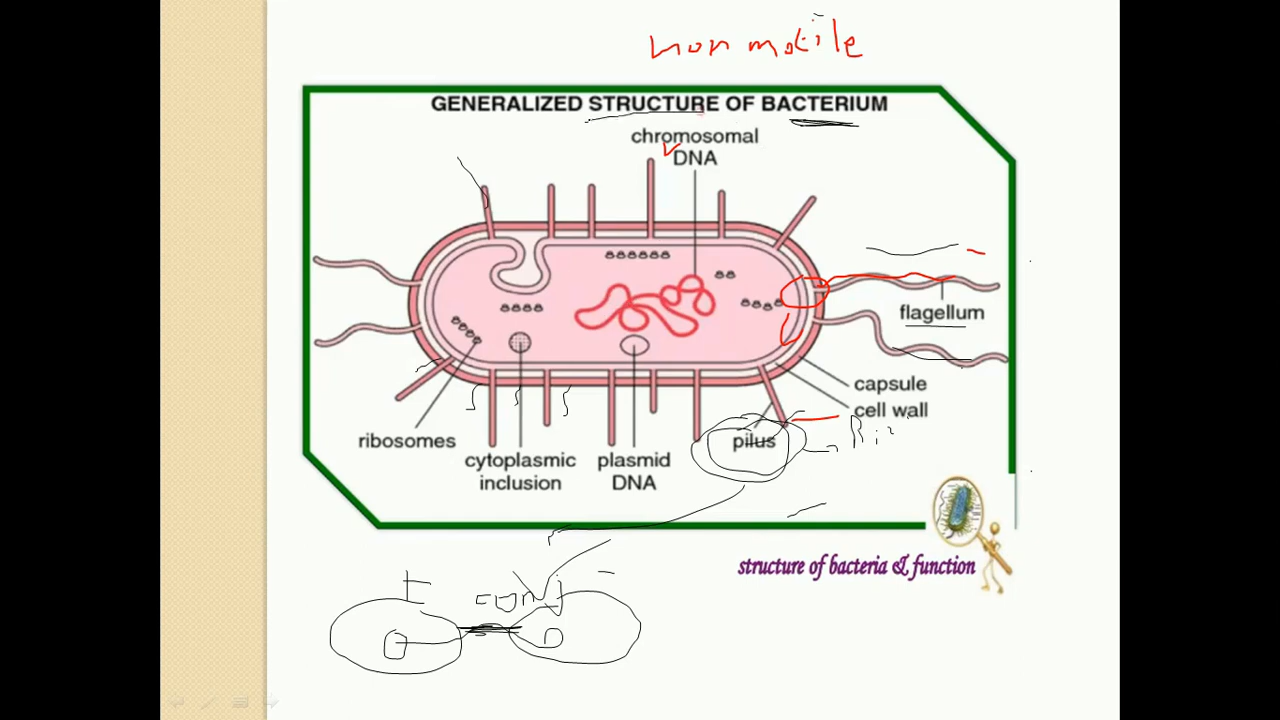 non motile
GENERALIZED STRUCTURE OF BACTERIUM
chromosomal
DNA
flagellum
capsule
cell wall
pilus
ribosomes
cytoplasmic
inclusion
plasmid
DNA
structure of bacteria & function
conj